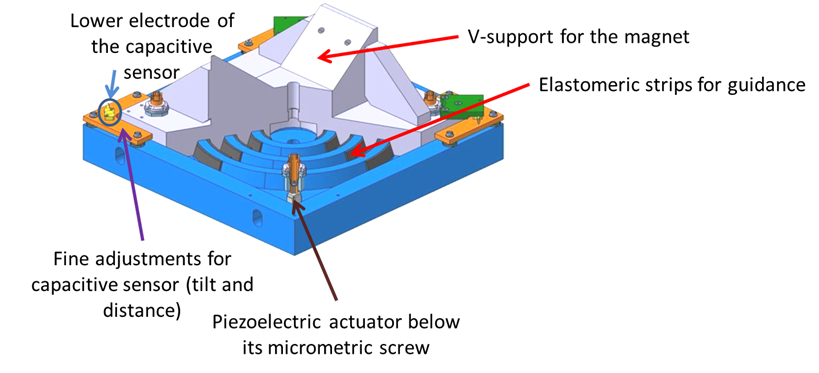 Lower electrode of
the capacitive
sensor
V-support for the magnet
Elastomeric strips for guidance
Fine adjustments for
capacitive sensor (tilt and
distance)
Piezoelectric actuator below
its micrometric screw